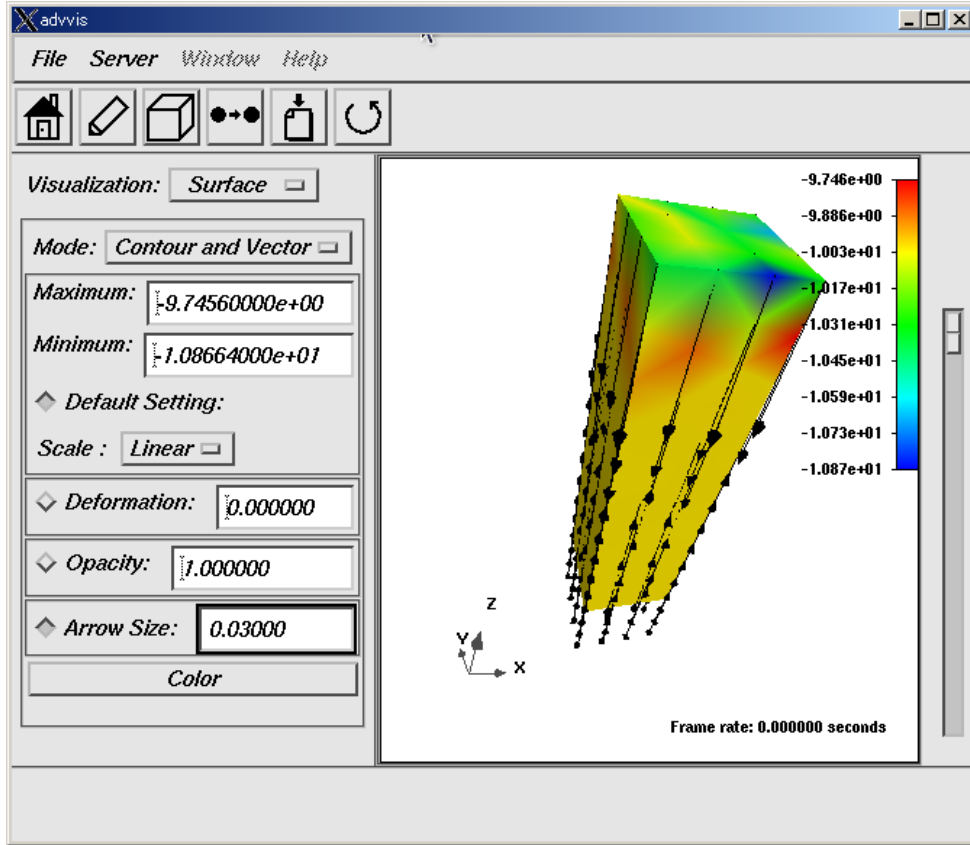 advvis
File Server Window Help
Visualization: Surface
Mode: Contour and Vector
Maximum: -9.74560000e+00
Minimum: -1.08664000e+01
Default Setting:
Scale : Linear
Deformation: 0.000000
Opacity: 1.000000
Arrow Size: 0.03000
Color
-9.746e+00
-9.886e+00
-1.003e+01
-1.017e+01
-1.031e+01
-1.045e+01
-1.059e+01
-1.073e+01
-1.087e+01
Z
Y
X
Frame rate: 0.000000 seconds